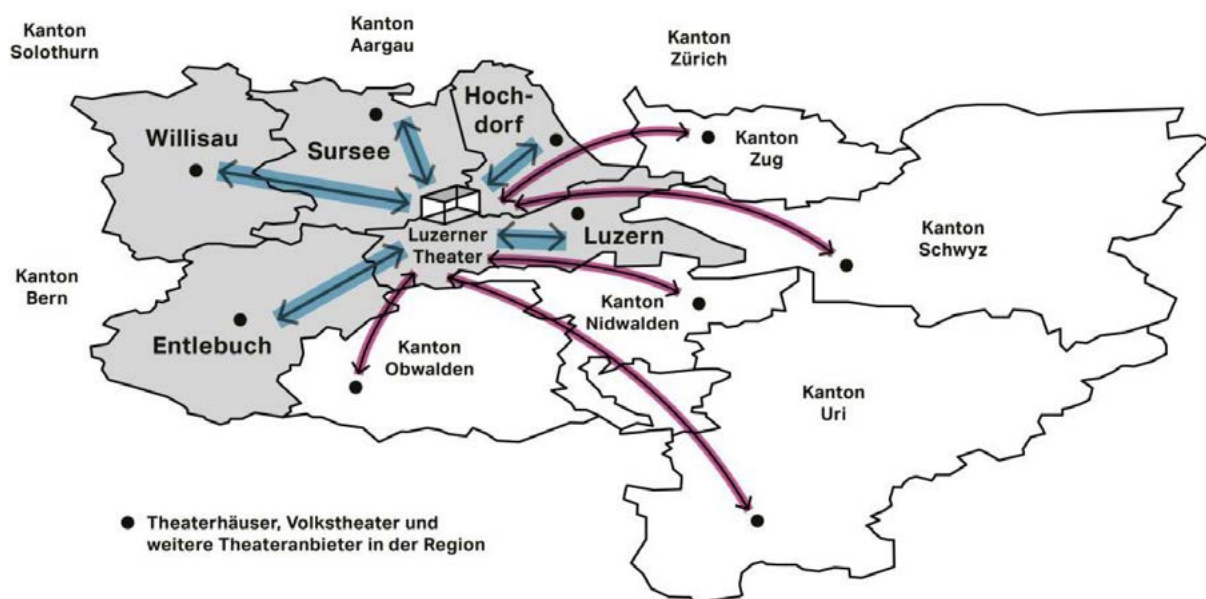 Kanton
Solothurn
Kanton
Aargau
Kanton
Zürich
Hoch-
dorf
Willisau
Sursee
Kanton
Zug
Luzerner
Theater
Luzern
Kanton
Schwyz
Kanton
Bern
Kanton
Nidwalden
Entlebuch
Kanton
Obwalden
Kanton
Uri
Theaterhäuser, Volkstheater und
weitere Theateranbieter in der Region